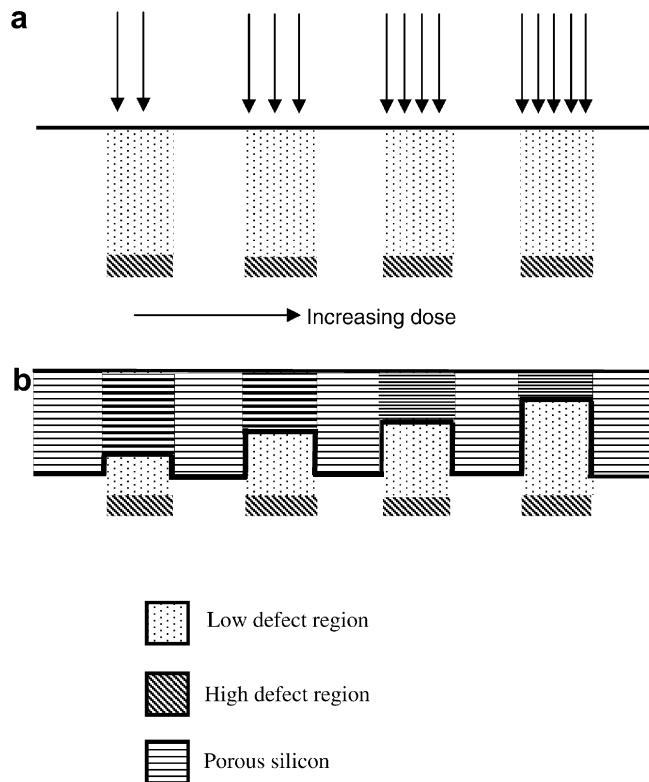 a
Increasing dose
b
Low defect region
High defect region
Porous silicon